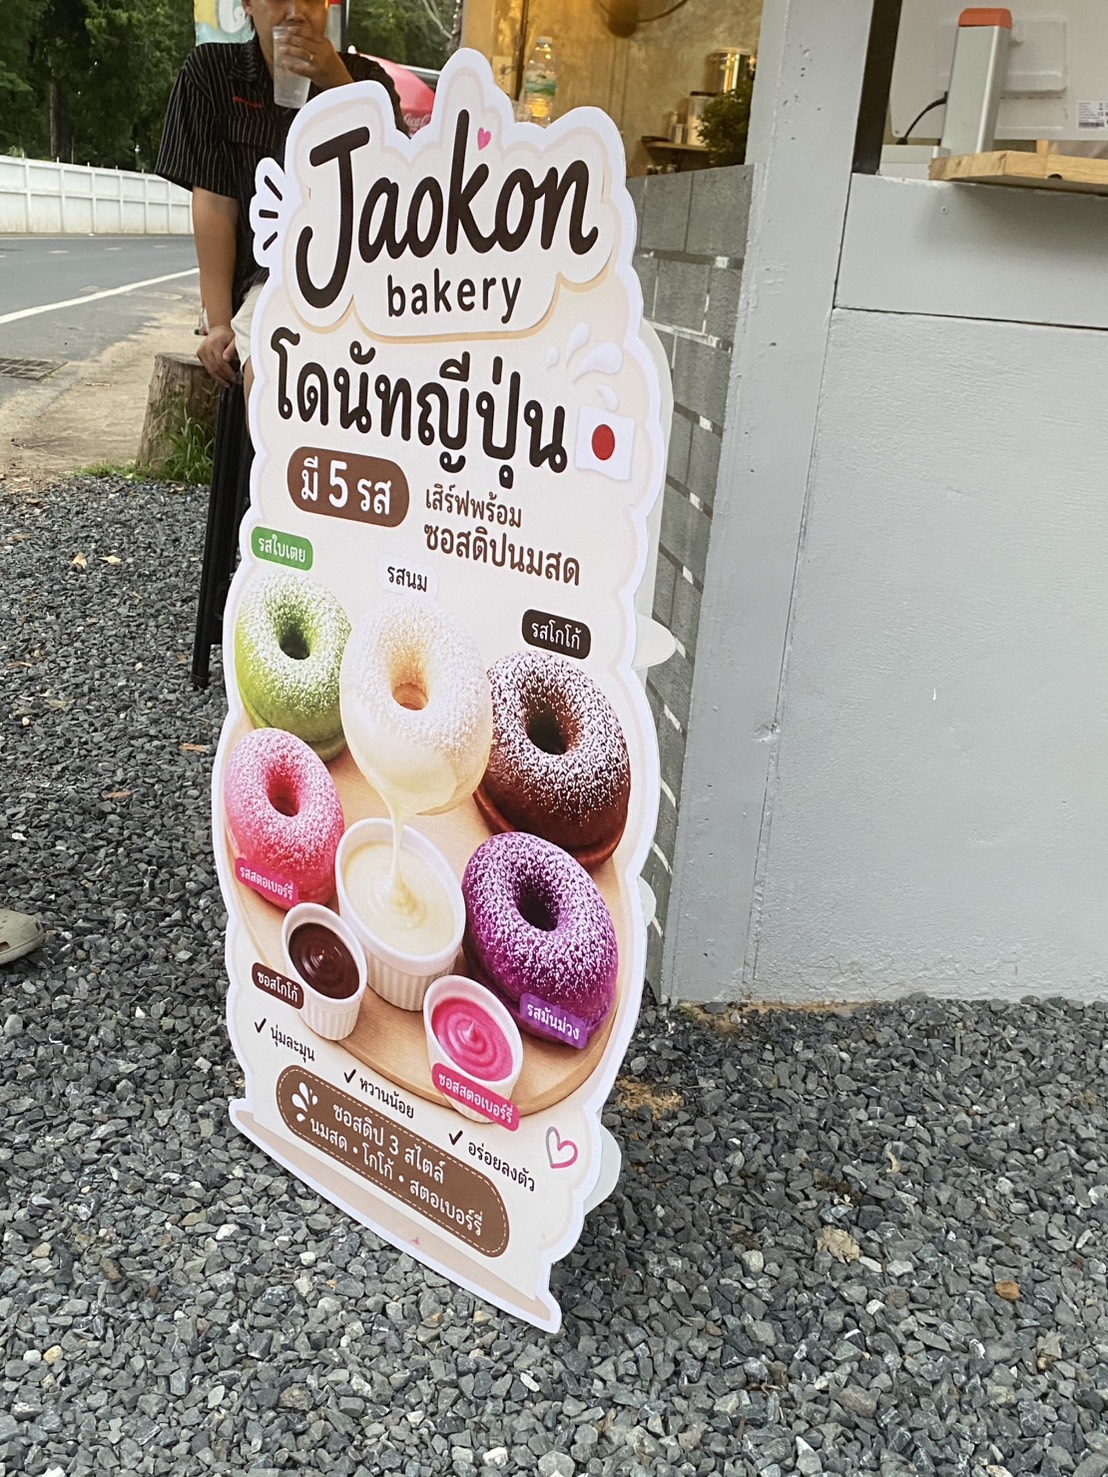 Jaokon
bakery
โดนัทญี่ปุ่น
มี 5 รส
เสิร์ฟพร้อม
ซอสดิปนมสด
รสใบเตย
รสนม
รสโกโก้
รสสตอเบอร์รี่
รสมันม่วง
ซอสโกโก้
ซอสสตอเบอร์รี่
✓ นุ่มละมุน
✓ หวานน้อย
✓ อร่อยลงตัว
ซอสดิป 3 สไตล์
นมสด • โกโก้ • สตอเบอร์รี่